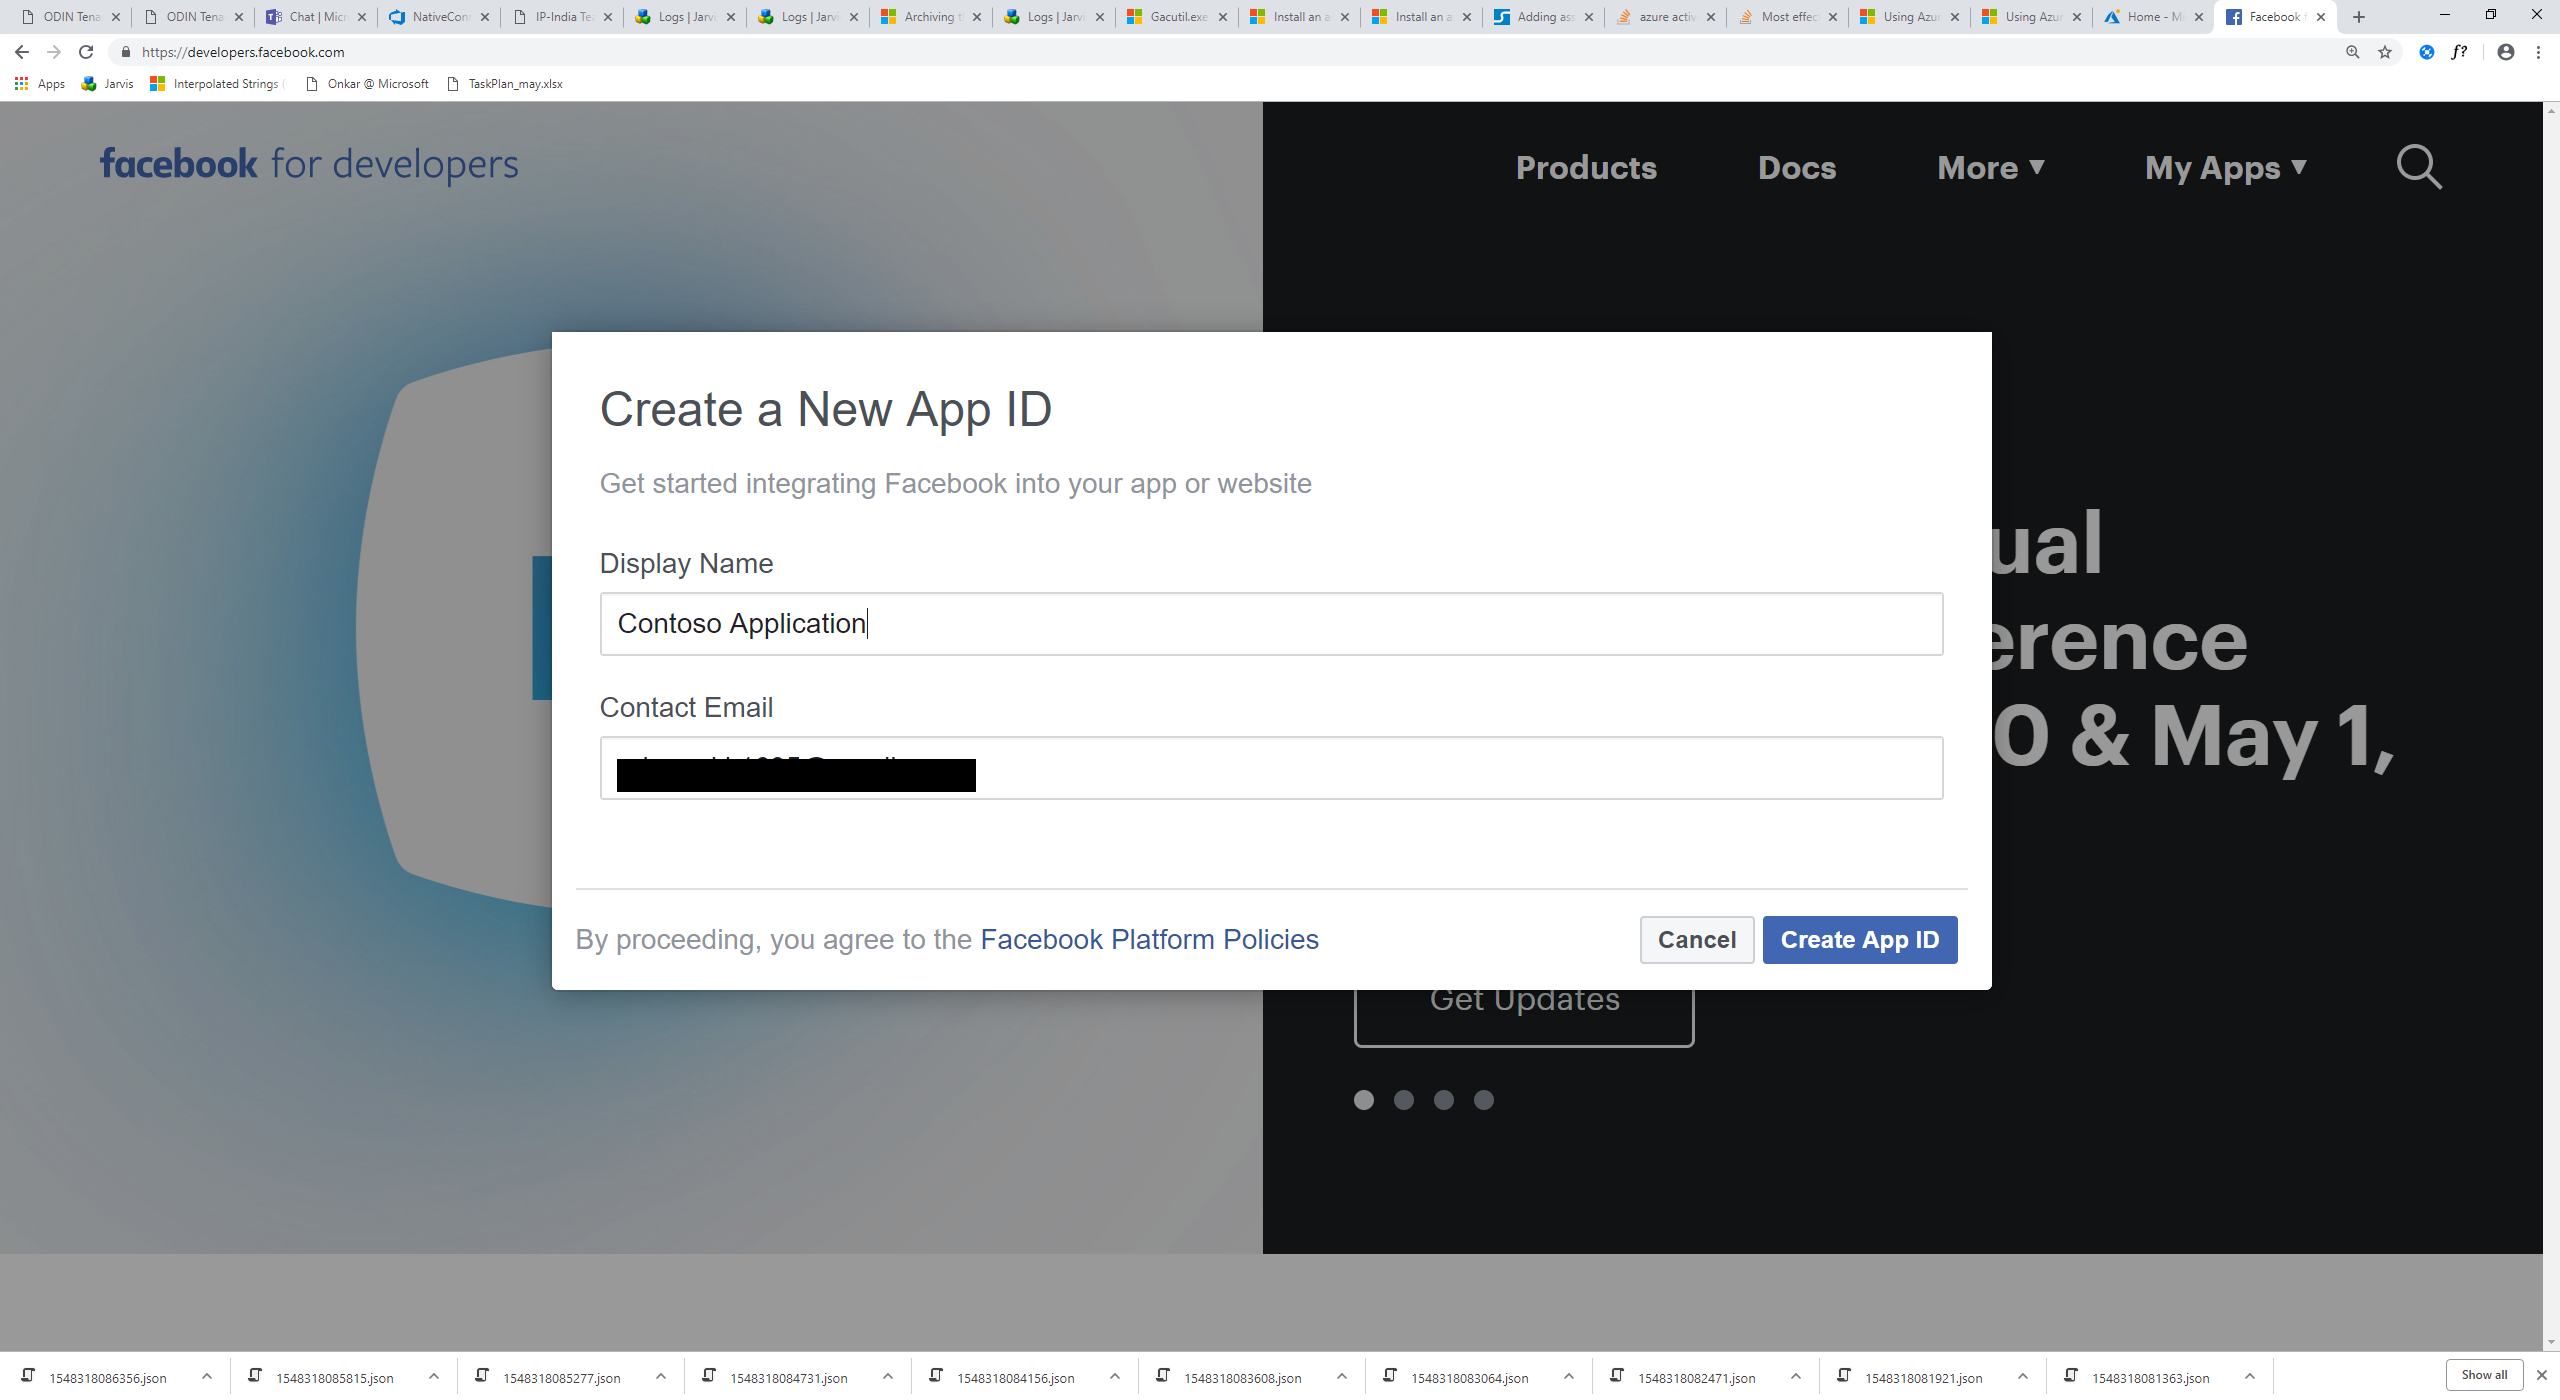 ODIN Tena
ODIN Tena
Chat | Micr
NativeConn
IP-India Te
Logs | Jarvi
Logs | Jarvi
Archiving t
Logs | Jarvi
Gacutil.exe
Install an a
Install an a
Adding ass
azure activ
Most effec
Using Azur
Using Azur
Home - Mi
Facebook f
https://developers.facebook.com
f?
Apps
Jarvis
Interpolated Strings
Onkar @ Microsoft
TaskPlan_may.xlsx
facebook for developers
Products
Docs
More
My Apps
Create a New App ID
Get started integrating Facebook into your app or website
Display Name
Contoso Application
Contact Email
By proceeding, you agree to the Facebook Platform Policies
Cancel
Create App ID
ual
erence
0 & May 1,
Get Updates
1548318086356.json
1548318085815.json
1548318085277.json
1548318084731.json
1548318084156.json
1548318083608.json
1548318083064.json
1548318082471.json
1548318081921.json
1548318081363.json
Show all